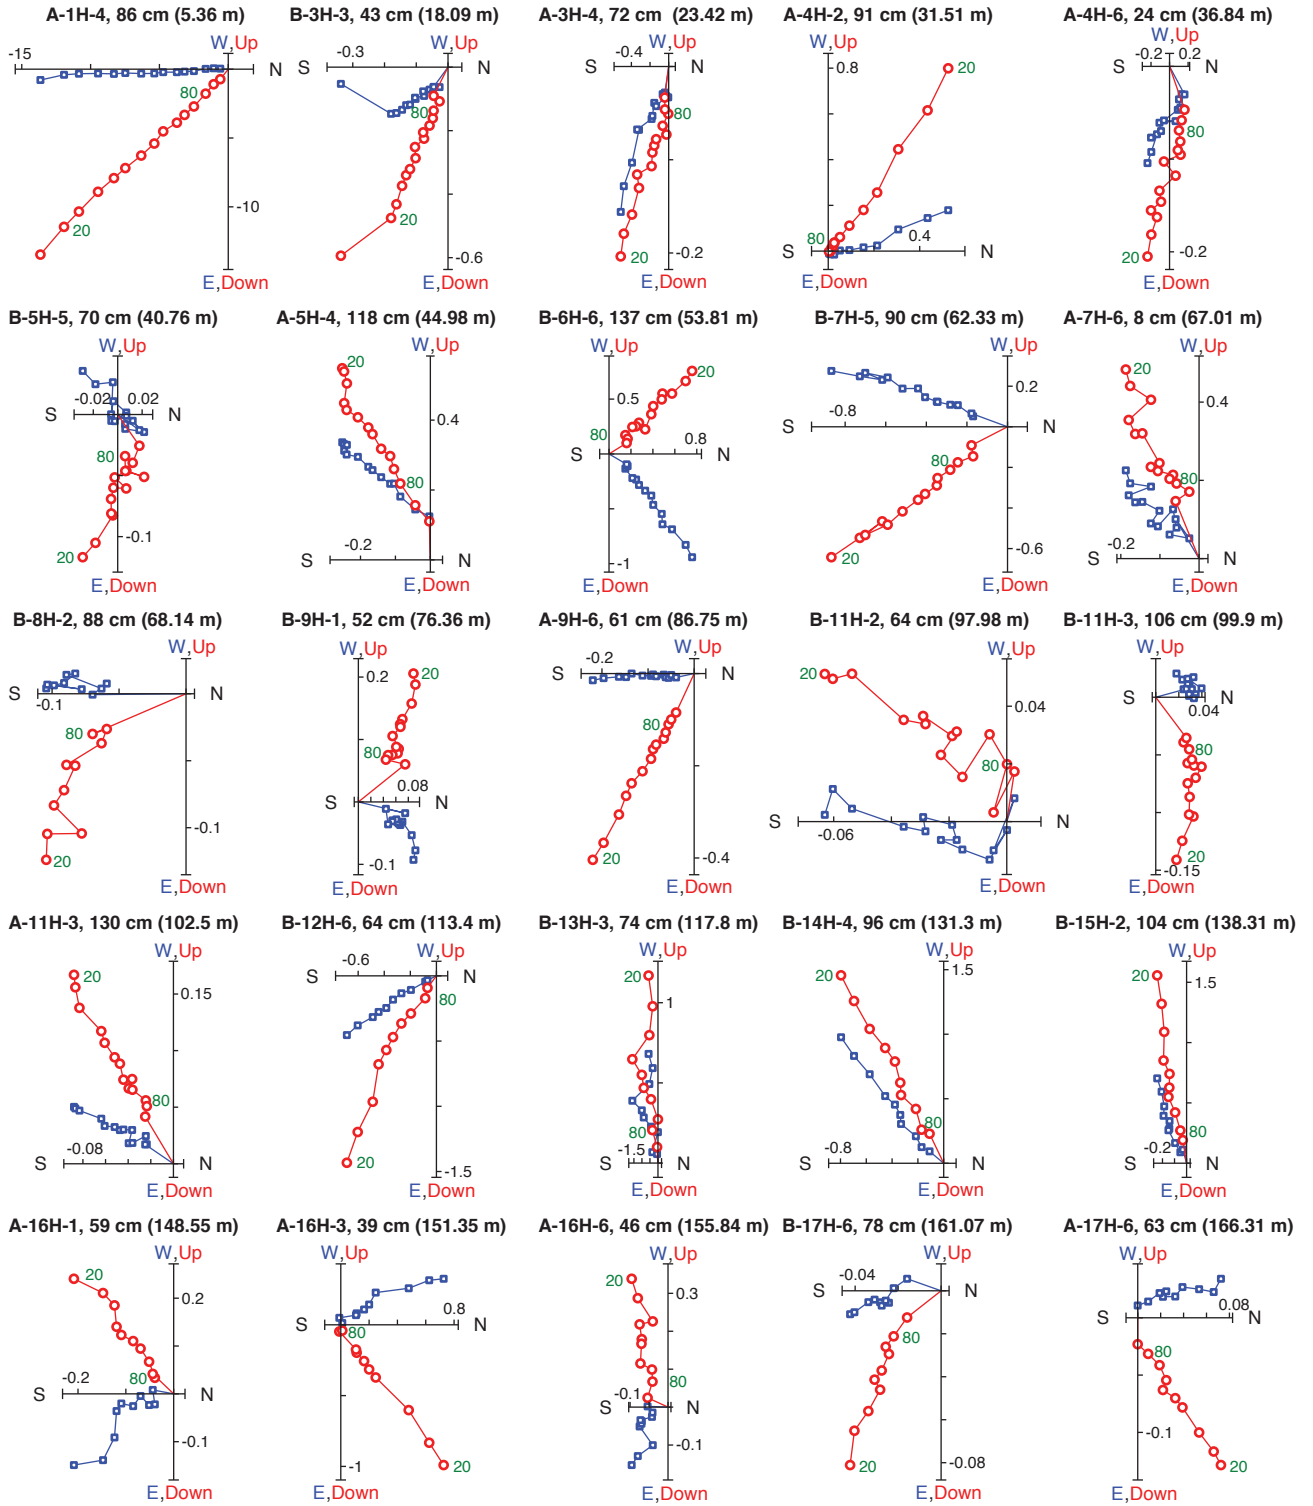 A-1H-4, 86 cm (5.36 m)
W,Up
-15
N
80
20
-10
E,Down
B-3H-3, 43 cm (18.09 m)
W,Up
-0.3
S
N
80
20
-0.6
E,Down
A-3H-4, 72 cm (23.42 m)
W,Up
-0.4
S
N
80
20
-0.2
E,Down
A-4H-2, 91 cm (31.51 m)
W,Up
0.8
20
80
0.4
S
N
E,Down
A-4H-6, 24 cm (36.84 m)
W,Up
-0.2
0.2
S
N
80
20
-0.2
E,Down
B-5H-5, 70 cm (40.76 m)
W,Up
-0.02
0.02
S
N
80
-0.1
20
E,Down
A-5H-4, 118 cm (44.98 m)
W,Up
20
0.4
80
-0.2
S
N
E,Down
B-6H-6, 137 cm (53.81 m)
W,Up
20
0.5
80
0.8
S
N
-1
E,Down
B-7H-5, 90 cm (62.33 m)
W,Up
0.2
-0.8
S
N
80
20
-0.6
E,Down
A-7H-6, 8 cm (67.01 m)
W,Up
20
0.4
80
-0.2
S
N
E,Down
B-8H-2, 88 cm (68.14 m)
W,Up
S
N
-0.1
80
-0.1
20
E,Down
B-9H-1, 52 cm (76.36 m)
W,Up
0.2
20
80
0.08
S
N
-0.1
E,Down
A-9H-6, 61 cm (86.75 m)
W,Up
-0.2
S
N
80
20
-0.4
E,Down
B-11H-2, 64 cm (97.98 m)
W,Up
20
0.04
80
-0.06
S
N
E,Down
B-11H-3, 106 cm (99.9 m)
W,Up
S
N
0.04
80
20
-0.15
E,Down
A-11H-3, 130 cm (102.5 m)
W,Up
20
0.15
80
-0.08
S
N
E,Down
B-12H-6, 64 cm (113.4 m)
W,Up
-0.6
S
N
80
20
-1.5
E,Down
B-13H-3, 74 cm (117.8 m)
W,Up
20
1
80
-1.5
S
N
E,Down
B-14H-4, 96 cm (131.3 m)
W,Up
20
1.5
80
-0.8
S
N
E,Down
B-15H-2, 104 cm (138.31 m)
W,Up
20
1.5
80
-0.2
S
N
E,Down
A-16H-1, 59 cm (148.55 m)
W,Up
20
0.2
80
-0.2
S
N
-0.1
E,Down
A-16H-3, 39 cm (151.35 m)
W,Up
0.8
S
N
80
20
-1
E,Down
A-16H-6, 46 cm (155.84 m)
W,Up
20
0.3
80
-0.1
S
N
-0.1
E,Down
B-17H-6, 78 cm (161.07 m)
W,Up
-0.04
S
N
80
20
-0.08
E,Down
A-17H-6, 63 cm (166.31 m)
W,Up
0.08
S
N
80
-0.1
20
E,Down